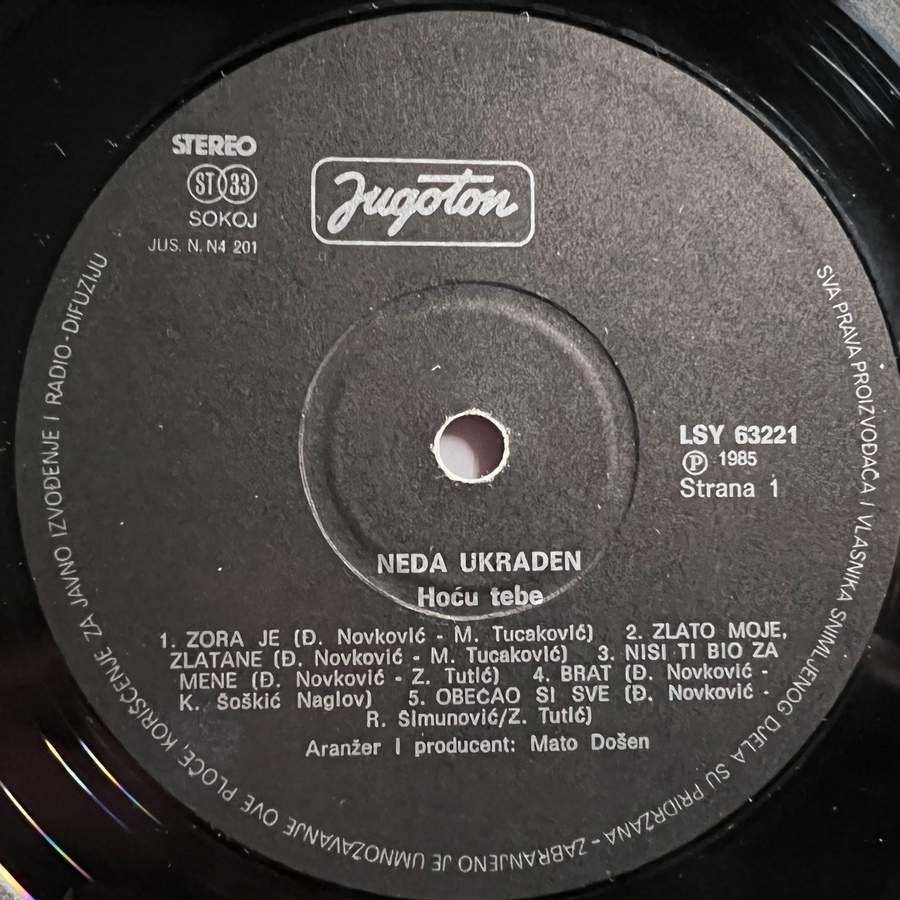 STEREO
ST 33
SOKOJ
JUS. N. N4 201
Jugoton
LSY 63221
Ⓟ 1985
Strana 1
NEDA UKRADEN
Hoću tebe
1. ZORA JE (Đ. Novković - M. Tucaković) 2. ZLATO MOJE,
ZLATANE (Đ. Novković - M. Tucaković) 3. NISI TI BIO ZA
MENE (Đ. Novković - Z. Tutić) 4. BRAT (Đ. Novković -
K. Šoškić Naglov) 5. OBEĆAO SI SVE (Đ. Novković -
R. Simunović/Z. Tutić)
Aranžer i producent: Mato Došen
SVA PRAVA PROIZVOĐAČA I VLASNIKA SNIMLJENOG DJELA SU PRIDRŽANA - ZABRANJENO JE UMNOŽAVANJE OVE PLOČE, KORIŠĆENJE ZA JAVNO IZVOĐENJE I RADIO-DIFUZIJU